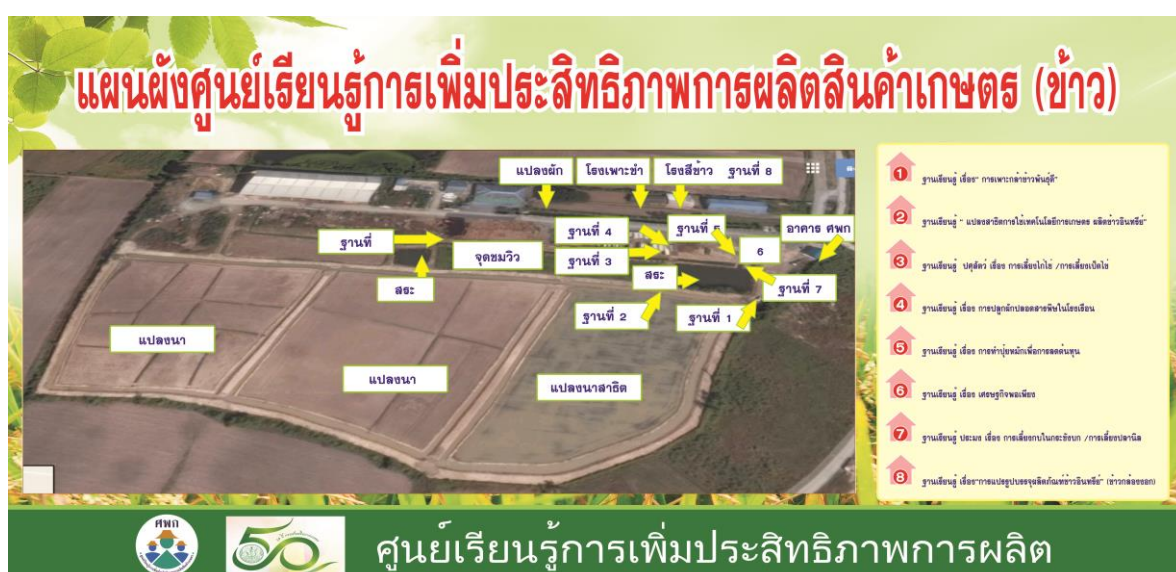 แผนผังศูนย์เรียนรู้การเพิ่มประสิทธิภาพการผลิตสินค้าเกษตร (ข้าว)
แปลงผัก
โรงเพาะชำ
โรงสีข้าว ฐานที่ 8
ฐานที่ 4
ฐานที่ 5
6
อาคาร ศพก
ฐานที่
จุดชมวิว
ฐานที่ 3
สระ
สระ
ฐานที่ 7
ฐานที่ 2
ฐานที่ 1
แปลงนา
แปลงนา
แปลงนาสาธิต
1 ฐานเรียนรู้ เรื่อง" การเพาะกล้าข้าวพันธุ์ดี"
2 ฐานเรียนรู้ " แปลงสาธิตการใช้เทคโนโลยีการเกษตร ผลิตข้าวอินทรีย์"
3 ฐานเรียนรู้ ปศุสัตว์ เรื่อง การเลี้ยงไก่ไข่ /การเลี้ยงเป็ดไข่
4 ฐานเรียนรู้ เรื่อง การปลูกผักปลอดสารพิษในโรงเรือน
5 ฐานเรียนรู้ เรื่อง การทำปุ๋ยหมักเพื่อการลดต้นทุน
6 ฐานเรียนรู้ เรื่อง เศรษฐกิจพอเพียง
7 ฐานเรียนรู้ ประมง เรื่อง การเลี้ยงกบในกระชังบก /การเลี้ยงปลานิล
8 ฐานเรียนรู้ เรื่อง"การแปรรูปบรรจุผลิตภัณฑ์ข้าวอินทรีย์" (ข้าวกล้องงอก)
ศพก
50
ศูนย์เรียนรู้การเพิ่มประสิทธิภาพการผลิต